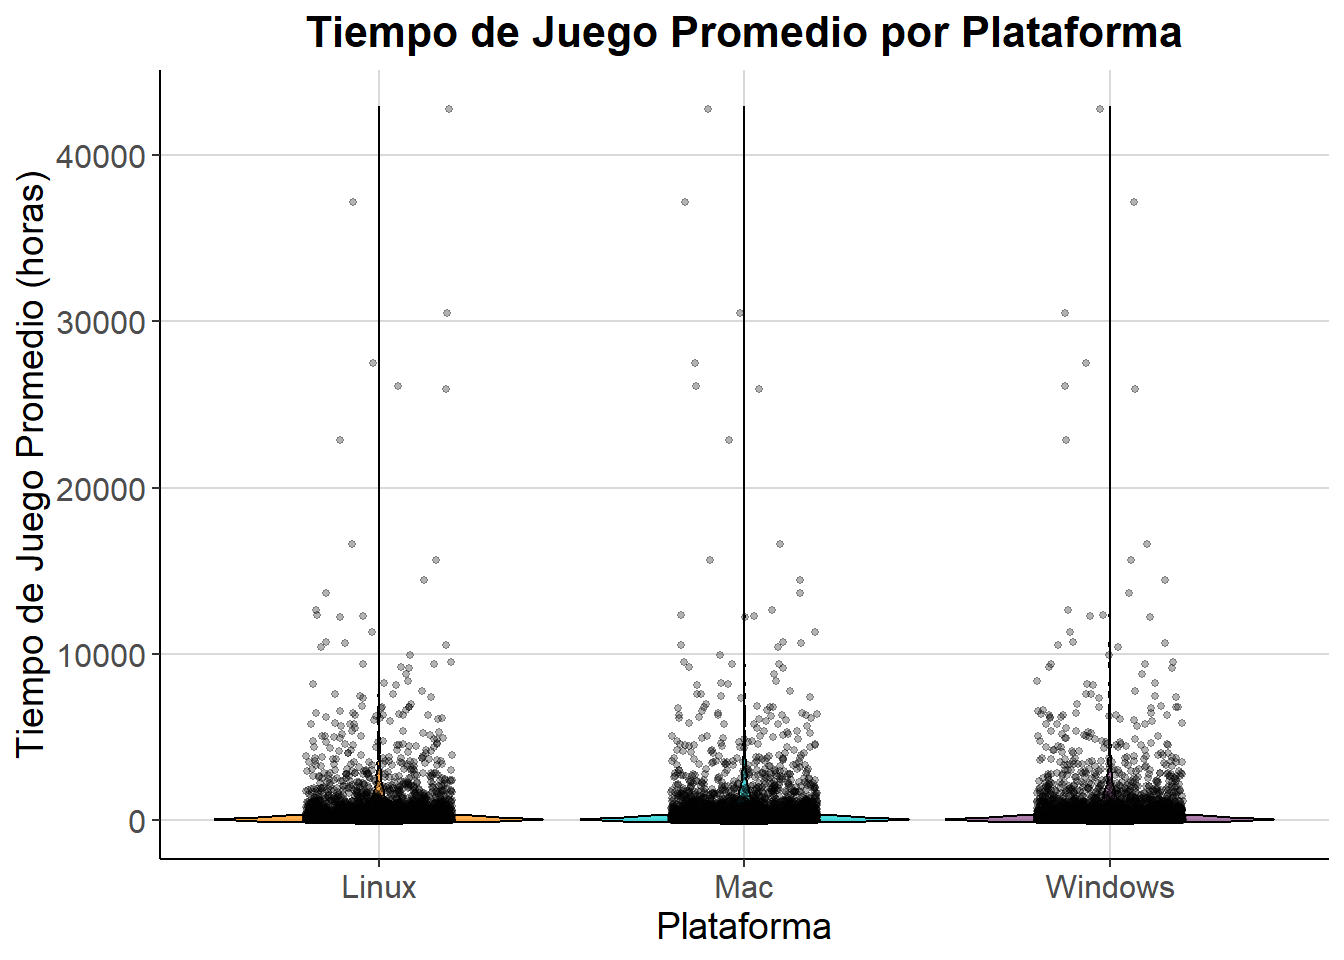 Tiempo de Juego Promedio por Plataforma
Tiempo de Juego Promedio (horas)
40000
30000
20000
10000
0
Linux
Mac
Windows
Plataforma